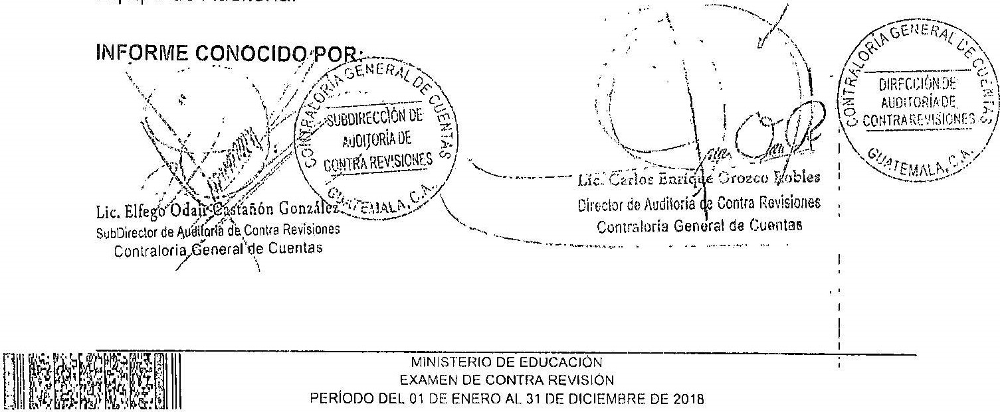 INFORME CONOCIDO POR:
CONTRALORÍA GENERAL DE CUENTAS
SUBDIRECCIÓN DE
AUDITORÍA DE
CONTRA REVISIONES
GUATEMALA, C.A.
Lic. Elfego Odair Castañón González
SubDirector de Auditoría de Contra Revisiones
Contraloria General de Cuentas
CONTRALORÍA GENERAL DE CUENTAS
DIRECCIÓN DE
AUDITORÍA DE
CONTRA REVISIONES
GUATEMALA, C.A.
Lic. Carlos Enrique Orozco Robles
Director de Auditoria de Contra Revisiones
Contraloría General de Cuentas
MINISTERIO DE EDUCACIÓN
EXAMEN DE CONTRA REVISIÓN
PERÍODO DEL 01 DE ENERO AL 31 DE DICIEMBRE DE 2018